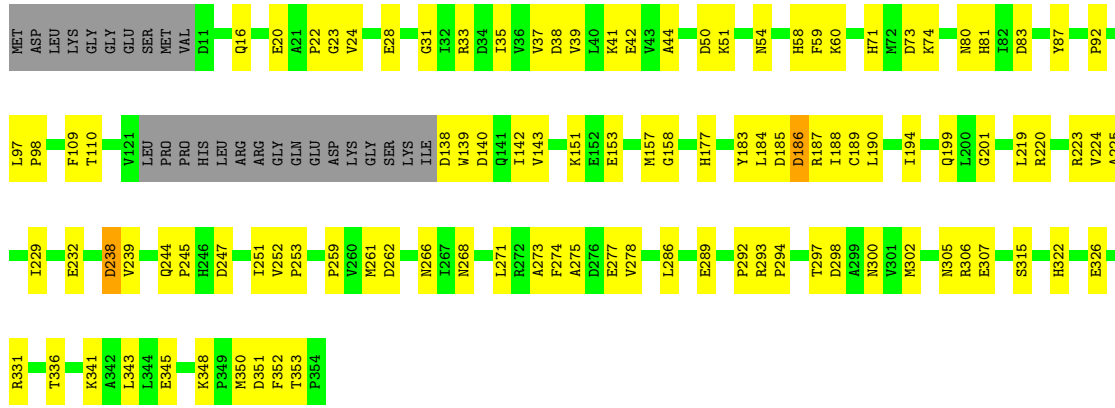 MET ASP LEU LYS GLY GLY GLU SER MET VAL D11 Q16 E20 A21 P22 G23 V24 E28 G31 I32 R33 D34 I35 V36 V37 D38 V39 L40 K41 E42 V43 A44 D50 K51 N54 H58 F59 K60 H71 M72 D73 K74 N80 H81 I82 D83 Y87 P92
L97 P98 F109 T110 V121 LEU PRO PRO HIS LEU ARG ARG GLY GLN GLU ASP LYS GLY SER LYS ILE D138 W139 D140 Q141 I142 V143 K151 E152 E153 M157 G158 H177 Y183 L184 D185 D186 R187 I188 C189 L190 I194 Q199 L200 G201 L219 R220 R223 V224 A225
I229 E232 D238 V239 Q244 P245 H246 D247 I251 V252 P253 P259 V260 M261 D262 N266 I267 N268 L271 R272 A273 F274 A275 D276 E277 V278 L286 E289 P292 R293 P294 T297 D298 A299 N300 V301 M302 N305 R306 E307 S315 H322 E326
R331 T336 K341 A342 L343 L344 E345 K348 P349 M350 D351 F352 T353 P354